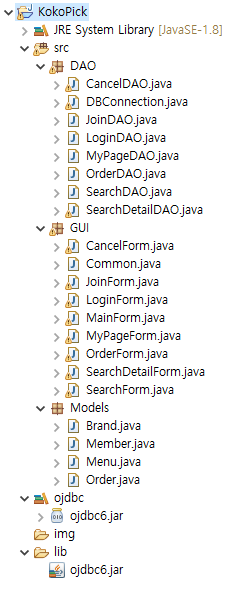 KokoPick
JRE System Library [JavaSE-1.8]
src
DAO
CancelDAO.java
DBConnection.java
JoinDAO.java
LoginDAO.java
MyPageDAO.java
OrderDAO.java
SearchDAO.java
SearchDetailDAO.java
GUI
CancelForm.java
Common.java
JoinForm.java
LoginForm.java
MainForm.java
MyPageForm.java
OrderForm.java
SearchDetailForm.java
SearchForm.java
Models
Brand.java
Member.java
Menu.java
Order.java
ojdbc
ojdbc6.jar
img
lib
ojdbc6.jar